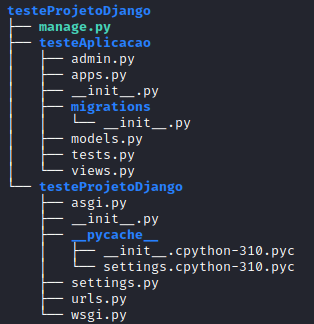 testeProjetoDjango
├── manage.py
├── testeAplicacao
│   ├── admin.py
│   ├── apps.py
│   ├── __init__.py
│   ├── migrations
│   │   └── __init__.py
│   ├── models.py
│   ├── tests.py
│   └── views.py
└── testeProjetoDjango
    ├── asgi.py
    ├── __init__.py
    ├── __pycache__
    │   ├── __init__.cpython-310.pyc
    │   └── settings.cpython-310.pyc
    ├── settings.py
    ├── urls.py
    └── wsgi.py